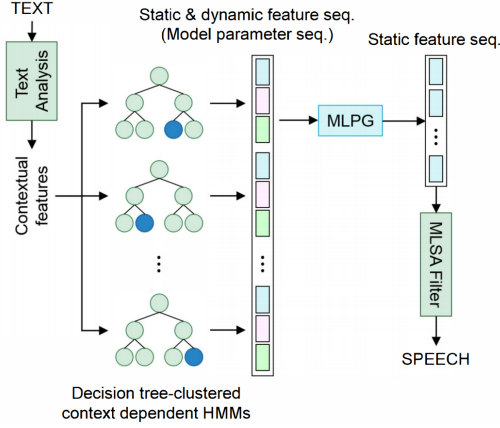 TEXT
Text
Analysis
Contextual
features
Static & dynamic feature seq.
(Model parameter seq.)
MLPG
Static feature seq.
MLSA Filter
SPEECH
Decision tree-clustered
context dependent HMMs